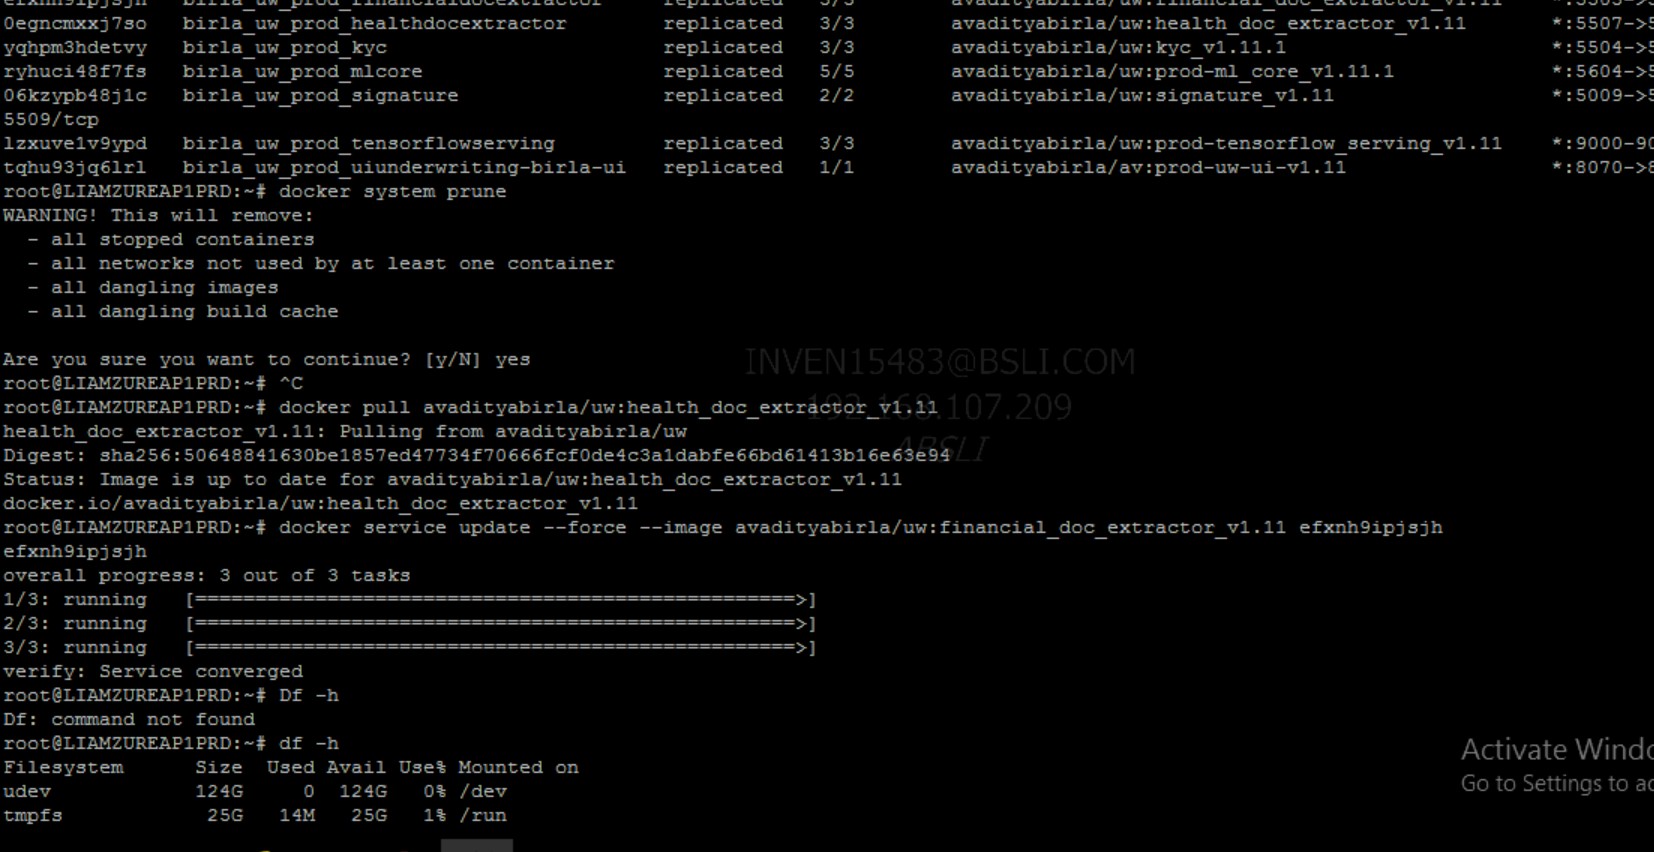 efxnh9ipjsjh   birla_uw_prod_financialdocextractor     replicated   3/3        avadityabirla/uw:financial_doc_extractor_v1.11
0egncmxxj7so   birla_uw_prod_healthdocextractor        replicated   3/3        avadityabirla/uw:health_doc_extractor_v1.11       *:5507->5
yqhpm3hdetvy   birla_uw_prod_kyc                       replicated   3/3        avadityabirla/uw:kyc_v1.11.1                      *:5504->5
ryhuci48f7fs   birla_uw_prod_mlcore                    replicated   5/5        avadityabirla/uw:prod-ml_core_v1.11.1             *:5604->5
06kzypb48j1c   birla_uw_prod_signature                 replicated   2/2        avadityabirla/uw:signature_v1.11                  *:5009->5
5509/tcp
lzxuve1v9ypd   birla_uw_prod_tensorflowserving         replicated   3/3        avadityabirla/uw:prod-tensorflow_serving_v1.11    *:9000-90
tqhu93jq6lrl   birla_uw_prod_uiunderwriting-birla-ui   replicated   1/1        avadityabirla/av:prod-uw-ui-v1.11                 *:8070->8
root@LIAMZUREAP1PRD:~# docker system prune
WARNING! This will remove:
  - all stopped containers
  - all networks not used by at least one container
  - all dangling images
  - all dangling build cache
Are you sure you want to continue? [y/N] yes
INVEN15483@BSLI.COM
root@LIAMZUREAP1PRD:~# ^C
root@LIAMZUREAP1PRD:~# docker pull avadityabirla/uw:health_doc_extractor_v1.11
192.168.107.209
health_doc_extractor_v1.11: Pulling from avadityabirla/uw
Digest: sha256:50648841630be1857ed47734f70666fcf0de4c3a1dabfe66bd61413b16e63e94
ABSLI
Status: Image is up to date for avadityabirla/uw:health_doc_extractor_v1.11
docker.io/avadityabirla/uw:health_doc_extractor_v1.11
root@LIAMZUREAP1PRD:~# docker service update --force --image avadityabirla/uw:financial_doc_extractor_v1.11 efxnh9ipjsjh
efxnh9ipjsjh
overall progress: 3 out of 3 tasks
1/3: running   [==================================================>]
2/3: running   [==================================================>]
3/3: running   [==================================================>]
verify: Service converged
root@LIAMZUREAP1PRD:~# Df -h
Df: command not found
root@LIAMZUREAP1PRD:~# df -h
Filesystem      Size  Used Avail Use% Mounted on
udev            124G     0  124G   0% /dev
tmpfs            25G   14M   25G   1% /run
Activate Windo
Go to Settings to ac